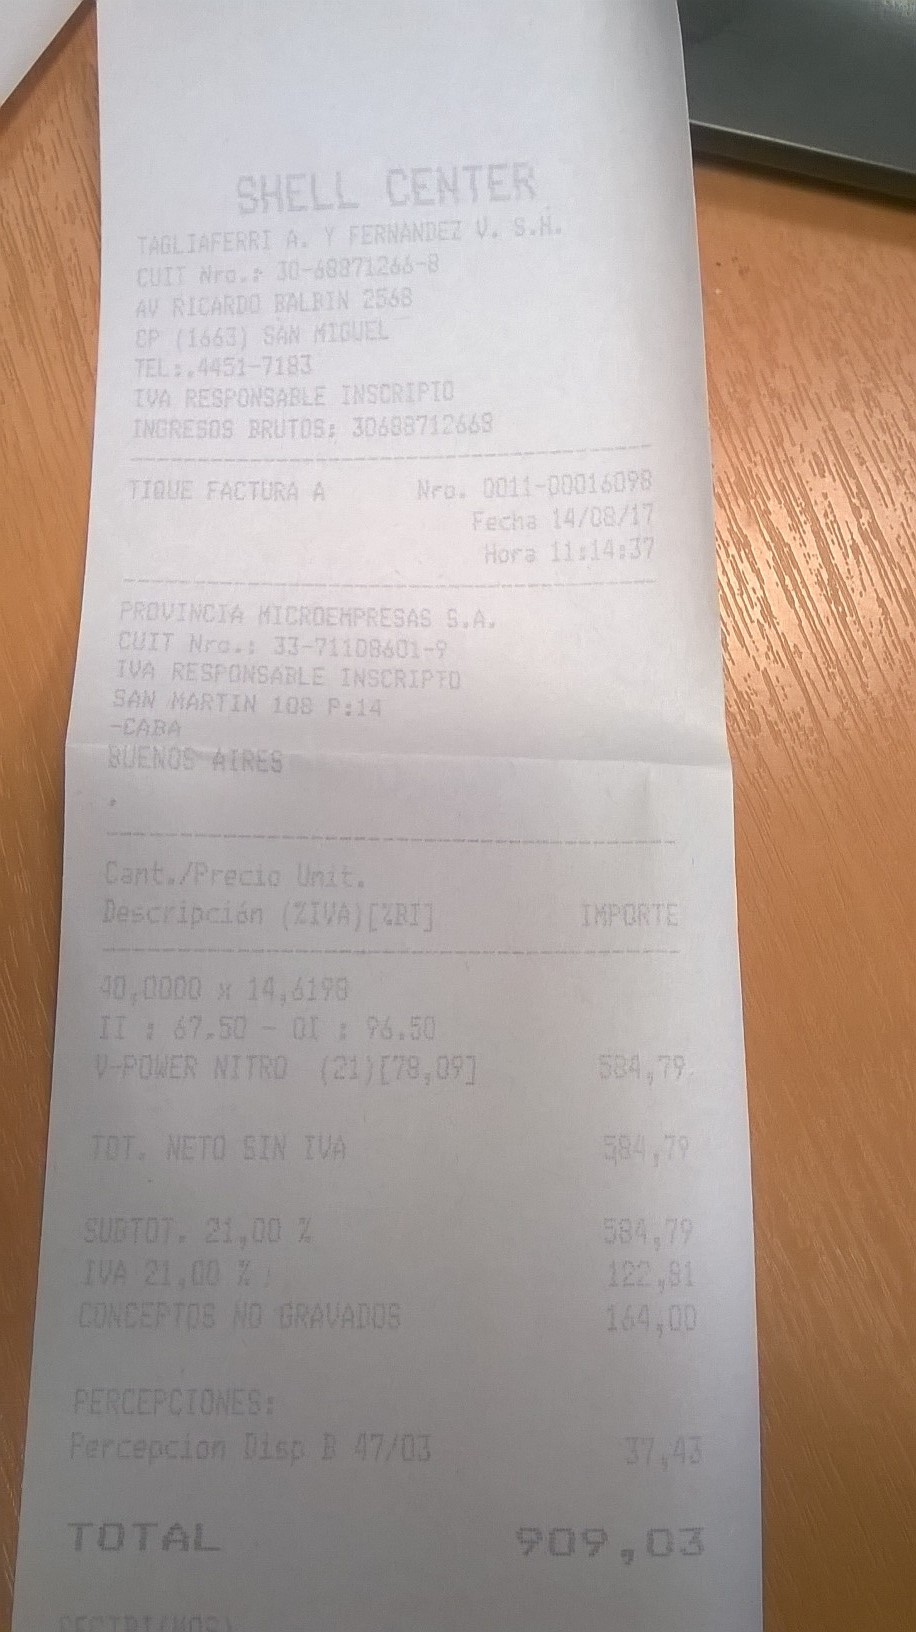 SHELL CENTER
TAGLIAFERRI A. Y FERNANDEZ V. S.H.
CUIT Nro.: 30-68871266-8
AV RICARDO BALBIN 2568
CP (1663) SAN MIGUEL
TEL:.4451-7183
IVA RESPONSABLE INSCRIPTO
INGRESOS BRUTOS: 30688712668
TIQUE FACTURA A Nro. 0011-00016098
Fecha 14/08/17
Hora 11:14:37
PROVINCIA MICROEMPRESAS S.A.
CUIT Nro.: 33-71108601-9
IVA RESPONSABLE INSCRIPTO
SAN MARTIN 108 P:14
-CABA
BUENOS AIRES
.
Cant./Precio Unit.
Descripción (%IVA)[%BI] IMPORTE
40,0000 x 14,6198
II : 67.50 - OI : 96.50
V-POWER NITRO (21)[78,09] 584,79
TOT. NETO SIN IVA 584,79
SUBTOT. 21,00 % 584,79
IVA 21,00 % 122,81
CONCEPTOS NO GRAVADOS 164,00
PERCEPCIONES:
Percepcion Disp B 47/03 37,43
TOTAL 909,03
RECIBI(MOS)